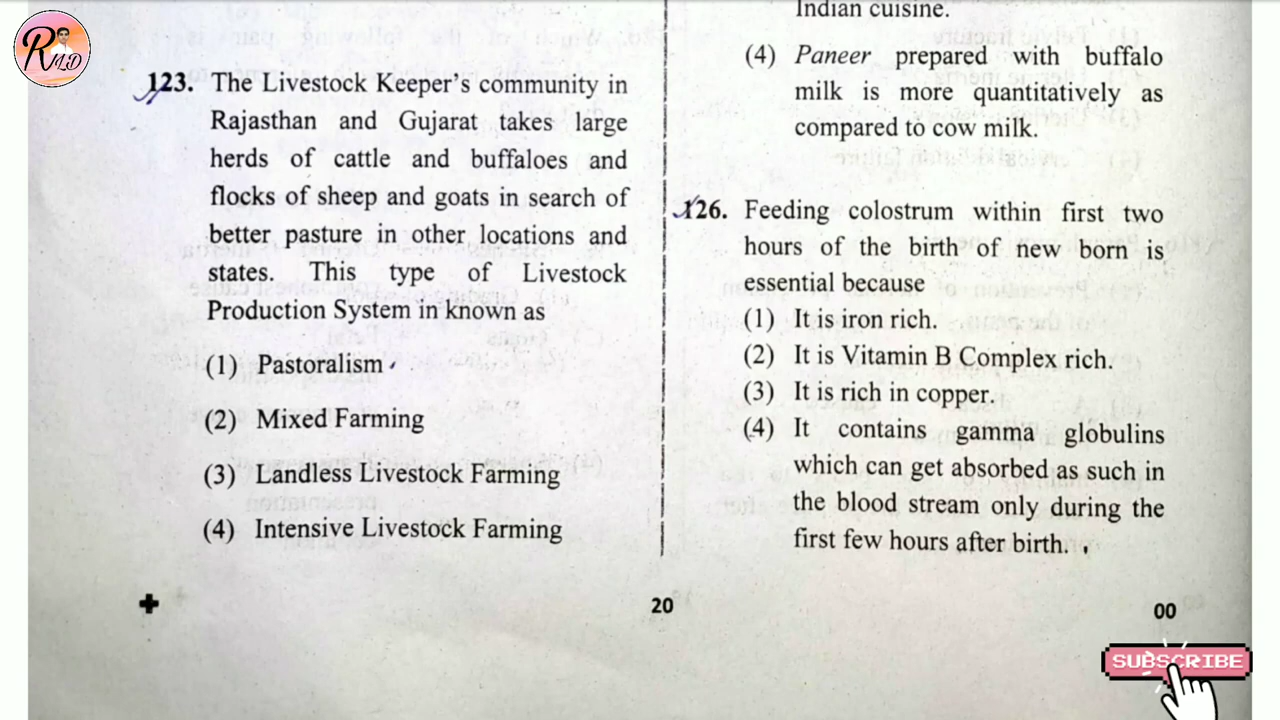 RMD
123. The Livestock Keeper's community in
Rajasthan and Gujarat takes large
herds of cattle and buffaloes and
flocks of sheep and goats in search of
better pasture in other locations and
states. This type of Livestock
Production System in known as
(1) Pastoralism
(2) Mixed Farming
(3) Landless Livestock Farming
(4) Intensive Livestock Farming
Indian cuisine.
(4) Paneer prepared with buffalo
milk is more quantitatively as
compared to cow milk.
126. Feeding colostrum within first two
hours of the birth of new born is
essential because
(1) It is iron rich.
(2) It is Vitamin B Complex rich.
(3) It is rich in copper.
(4) It contains gamma globulins
which can get absorbed as such in
the blood stream only during the
first few hours after birth.
20
00
SUBSCRIBE